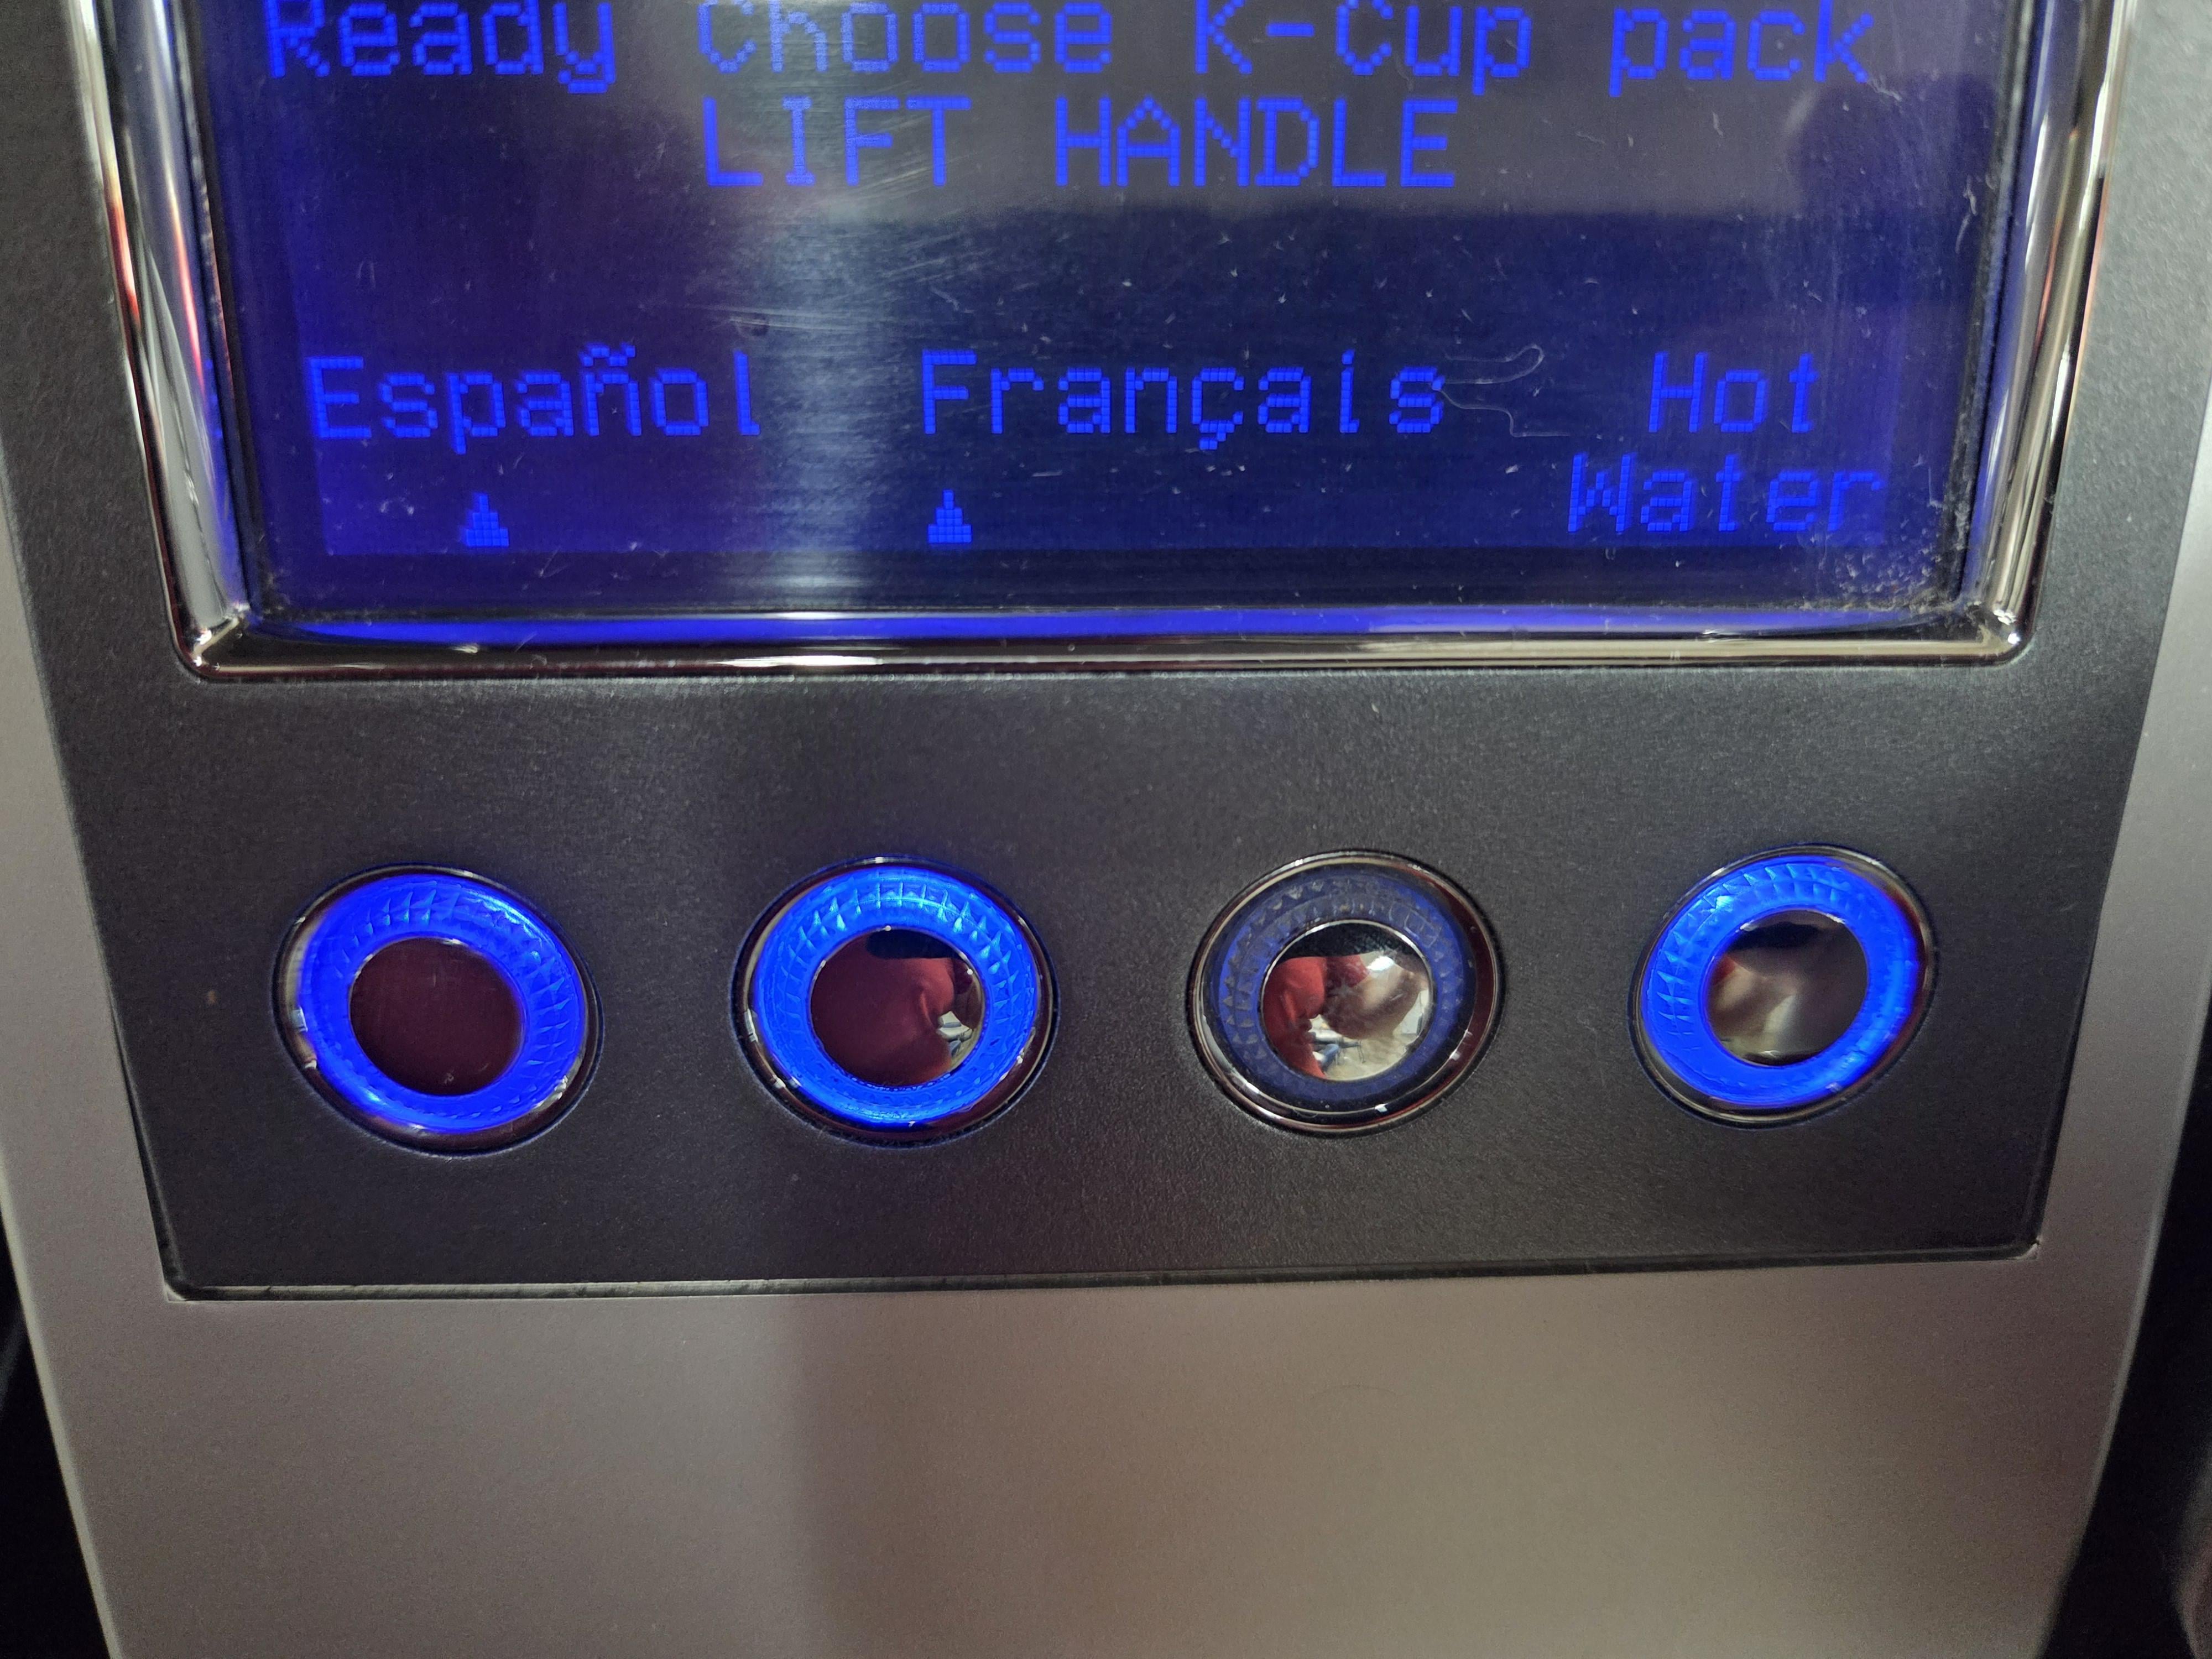 Ready Choose K-Cup pack
LIFT HANDLE
Español Français Hot
Water